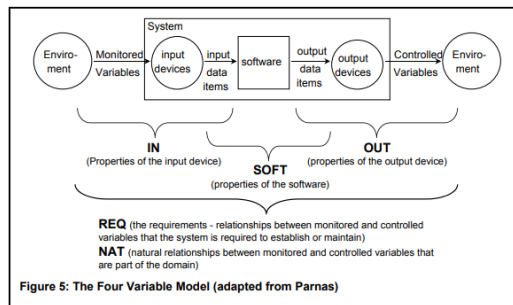 System
Enviro-
ment
Monitored
Variables
input
devices
input
data
items
software
output
data
items
output
devices
Controlled
Variables
Enviro-
ment
IN
(Properties of the input device)
OUT
(properties of the output device)
SOFT
(properties of the software)
REQ (the requirements - relationships between monitored and controlled
variables that the system is required to establish or maintain)
NAT (natural relationships between monitored and controlled variables that
are part of the domain)
Figure 5: The Four Variable Model (adapted from Parnas)